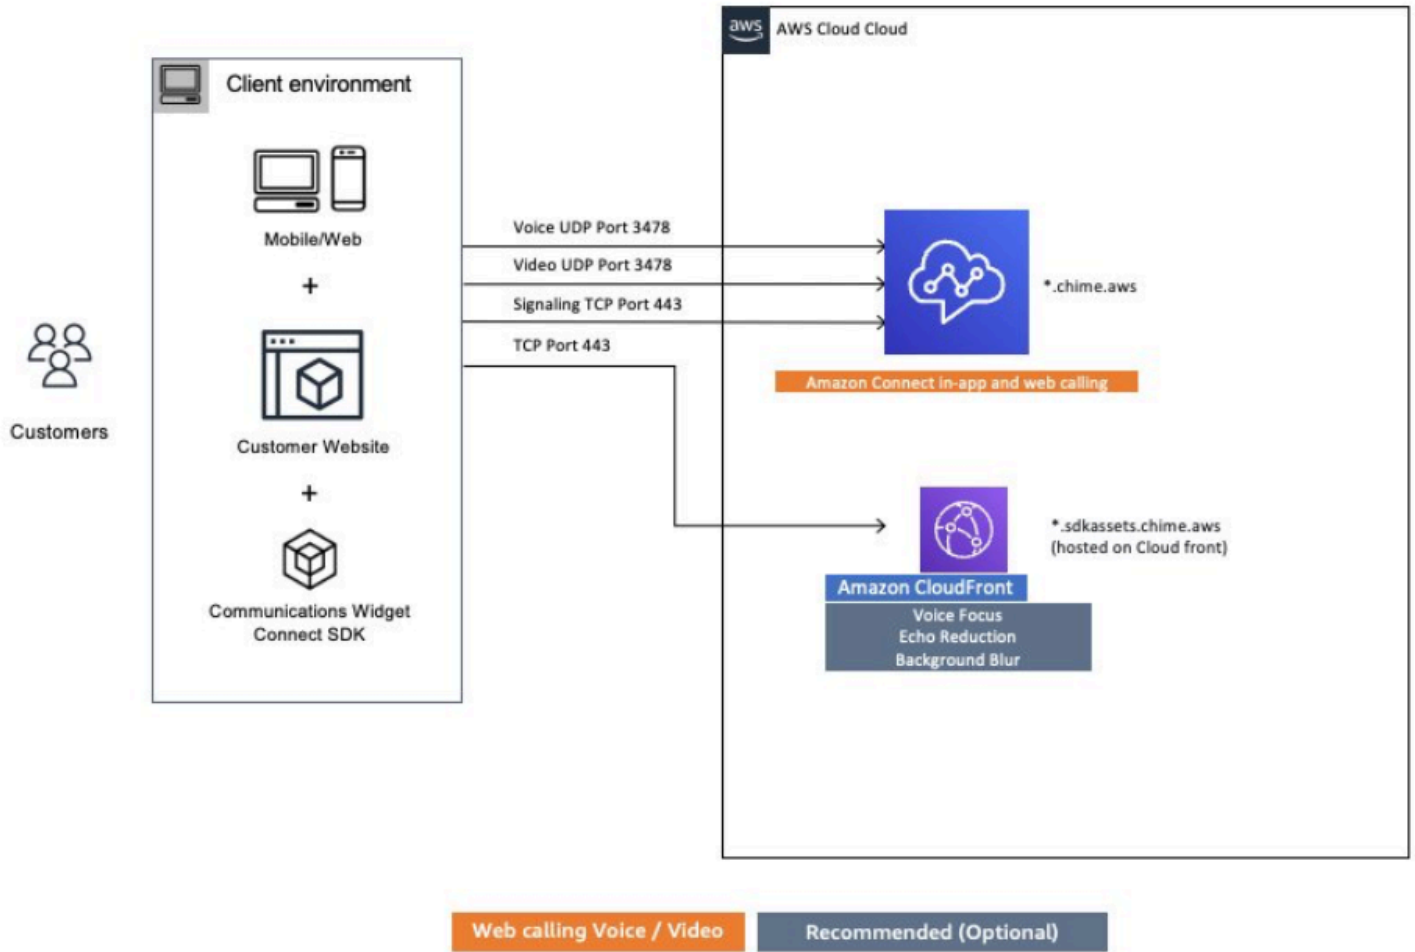 aws
AWS Cloud Cloud
Client environment
Mobile/Web
+
Customer Website
+
Communications Widget
Connect SDK
Customers
Voice UDP Port 3478
Video UDP Port 3478
Signaling TCP Port 443
TCP Port 443
*.chime.aws
Amazon Connect in-app and web calling
*.sdkassets.chime.aws
(hosted on Cloud front)
Amazon CloudFront
Voice Focus
Echo Reduction
Background Blur
Web calling Voice / Video
Recommended (Optional)